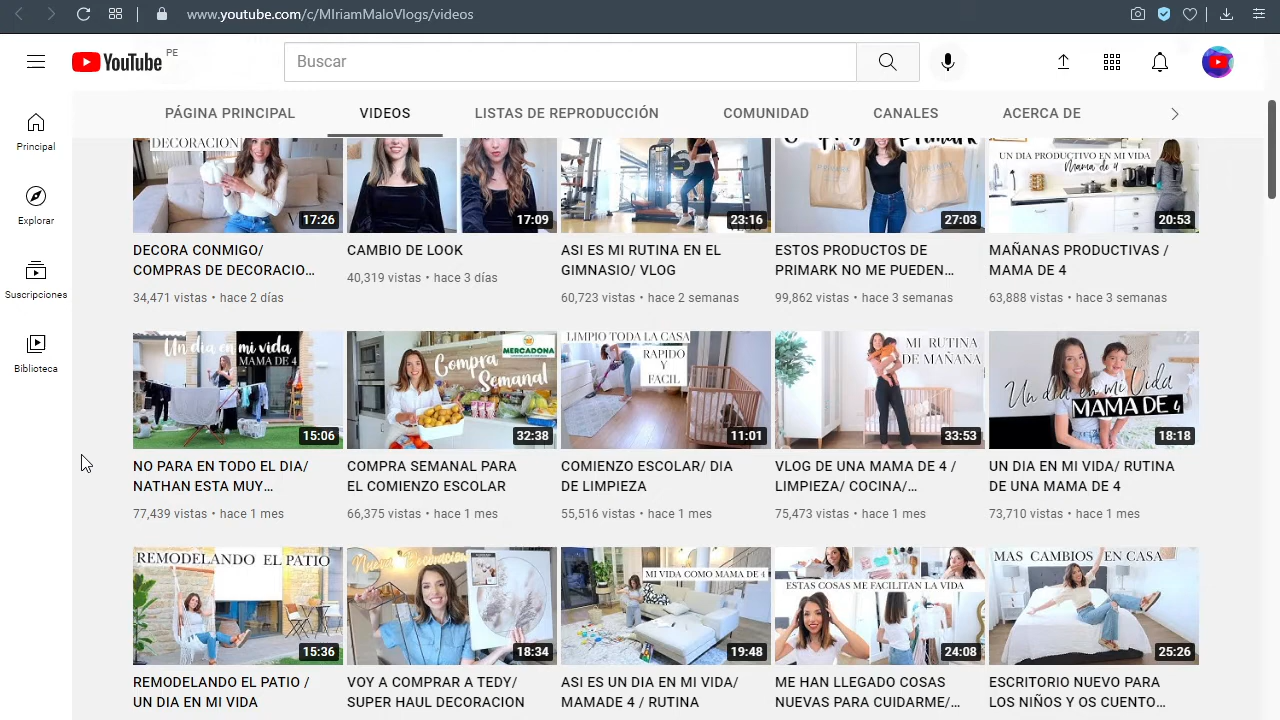 www.youtube.com/c/MIriamMaloVlogs/videos
YouTube PE
Buscar
PÁGINA PRINCIPAL
VIDEOS
LISTAS DE REPRODUCCIÓN
COMUNIDAD
CANALES
ACERCA DE
Principal
Explorar
Suscripciones
Biblioteca
DECORACION
17:26
17:09
23:16
27:03
UN DIA PRODUCTIVO EN MI VIDA
Mama de 4
20:53
DECORA CONMIGO/
COMPRAS DE DECORACIO...
34,471 vistas • hace 2 días
CAMBIO DE LOOK
40,319 vistas • hace 3 días
ASI ES MI RUTINA EN EL
GIMNASIO/ VLOG
60,723 vistas • hace 2 semanas
ESTOS PRODUCTOS DE
PRIMARK NO ME PUEDEN...
99,862 vistas • hace 3 semanas
MAÑANAS PRODUCTIVAS /
MAMA DE 4
63,888 vistas • hace 3 semanas
Un dia en mi vida
MAMA DE 4
15:06
MERCADONA
Compra
Semanal
32:38
LIMPIO TODA LA CASA
RAPIDO
Y
FACIL
11:01
MI RUTINA
DE MAÑANA
33:53
Un dia en mi Vida
MAMA DE 4
18:18
NO PARA EN TODO EL DIA/
NATHAN ESTA MUY...
77,439 vistas • hace 1 mes
COMPRA SEMANAL PARA
EL COMIENZO ESCOLAR
66,375 vistas • hace 1 mes
COMIENZO ESCOLAR/ DIA
DE LIMPIEZA
55,516 vistas • hace 1 mes
VLOG DE UNA MAMA DE 4 /
LIMPIEZA/ COCINA/...
75,473 vistas • hace 1 mes
UN DIA EN MI VIDA/ RUTINA
DE UNA MAMA DE 4
73,710 vistas • hace 1 mes
REMODELANDO EL PATIO
15:36
Nueva Decoracion
18:34
MI VIDA COMO MAMA DE 4
19:48
ESTAS COSAS ME FACILITAN LA VIDA
24:08
MAS CAMBIOS EN CASA
25:26
REMODELANDO EL PATIO /
UN DIA EN MI VIDA
VOY A COMPRAR A TEDY/
SUPER HAUL DECORACION
ASI ES UN DIA EN MI VIDA/
MAMADE 4 / RUTINA
ME HAN LLEGADO COSAS
NUEVAS PARA CUIDARME/...
ESCRITORIO NUEVO PARA
LOS NIÑOS Y OS CUENTO...